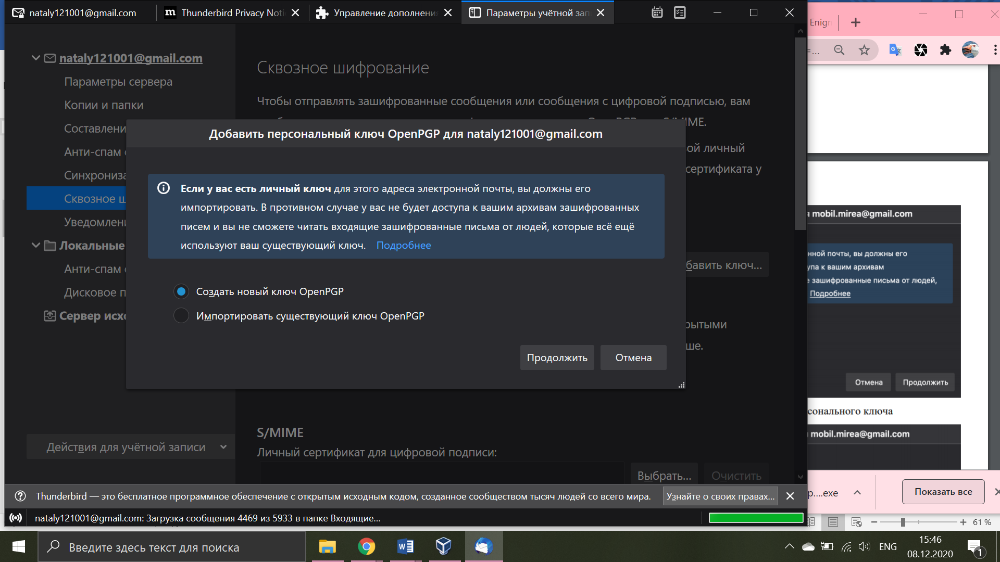 nataly121001@gmail.com
Thunderbird Privacy Noti
Управление дополнени
Параметры учётной зап
Enigm
nataly121001@gmail.com
Параметры сервера
Копии и папки
Составлени
Анти-спам
Синхрониза
Сквозное ш
Уведомлени
Локальные
Анти-спам
Дисковое п
Сервер исхо
Действия для учётной записи
Сквозное шифрование
Чтобы отправлять зашифрованные сообщения или сообщения с цифровой подписью, вам
/MIME.
ой личный
сертификата у
Добавить персональный ключ OpenPGP для nataly121001@gmail.com
Если у вас есть личный ключ для этого адреса электронной почты, вы должны его
импортировать. В противном случае у вас не будет доступа к вашим архивам зашифрованных
писем и вы не сможете читать входящие зашифрованные письма от людей, которые всё ещё
используют ваш существующий ключ. Подробнее
бавить ключ...
Создать новый ключ OpenPGP
Импортировать существующий ключ OpenPGP
рытыми
ше.
Продолжить
Отмена
S/MIME
Личный сертификат для цифровой подписи:
Выбрать...
Очистить
mobil.mirea@gmail.com
нной почты, вы должны его
упа к вашим архивам
е зашифрованные письма от людей,
Подробнее
Отмена
Продолжить
сонального ключа
mobil.mirea@gmail.com
p....exe
Показать все
Thunderbird — это бесплатное программное обеспечение с открытым исходным кодом, созданное сообществом тысяч людей со всего мира.
Узнайте о своих правах...
nataly121001@gmail.com: Загрузка сообщения 4469 из 5933 в папке Входящие...
61 %
Введите здесь текст для поиска
ENG
15:46
08.12.2020
1